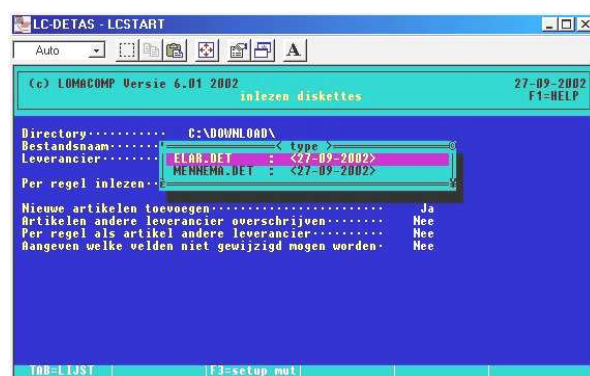 LC-DETAS - LCSTART
Auto
A
(c) LOMACOMP Versie 6.01 2002 27-09-2002
inlezen diskettes F1=HELP
Directory··········· C:\DOWNLOAD\
Bestandsnaam······· < type >
Leverancier········ ELAR.DET : <27-09-2002>
MENNEMA.DET : <27-09-2002>
Per regel inlezen··
Nieuwe artikelen toevoegen······················ Ja
Artikelen andere leverancier overschrijven········ Nee
Per regel als artikel andere leverancier·········· Nee
Aangeven welke velden niet gewijzigd mogen worden· Nee
TAB=LIJST F3=setup mut